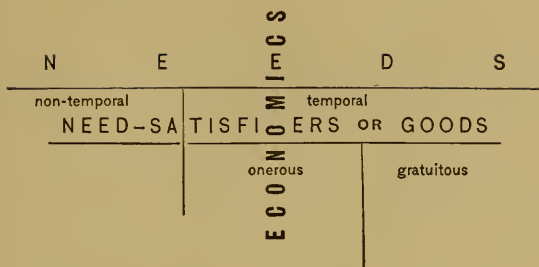 N E E D S
non-temporal temporal
NEED-SATISFIERS OR GOODS
onerous gratuitous
ECONOMICS